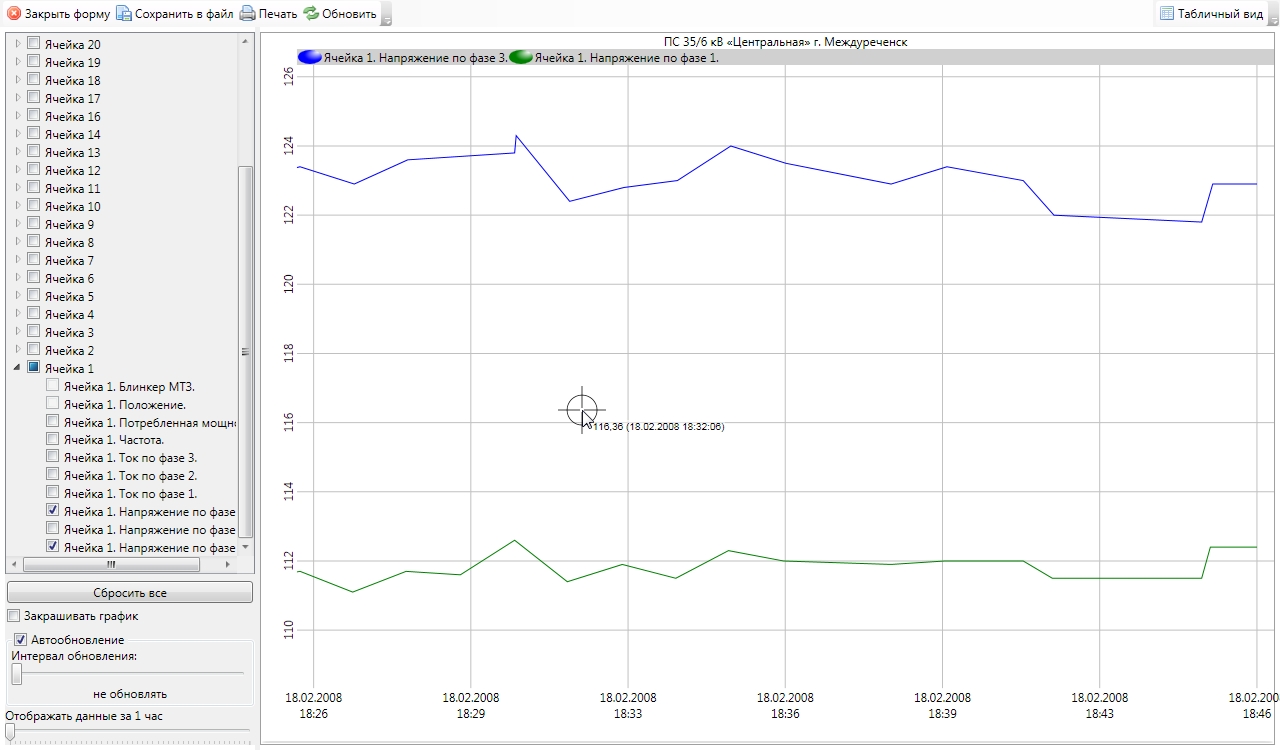 Закрыть форму Сохранить в файл Печать Обновить Табличный вид
Ячейка 20
Ячейка 19
Ячейка 18
Ячейка 17
Ячейка 16
Ячейка 14
Ячейка 13
Ячейка 12
Ячейка 11
Ячейка 10
Ячейка 9
Ячейка 8
Ячейка 7
Ячейка 6
Ячейка 5
Ячейка 4
Ячейка 3
Ячейка 2
Ячейка 1
Ячейка 1. Блинкер МТЗ.
Ячейка 1. Положение.
Ячейка 1. Потребленная мощн
Ячейка 1. Частота.
Ячейка 1. Ток по фазе 3.
Ячейка 1. Ток по фазе 2.
Ячейка 1. Ток по фазе 1.
Ячейка 1. Напряжение по фазе
Ячейка 1. Напряжение по фазе
Ячейка 1. Напряжение по фазе
Сбросить все
Закрашивать график
Автообновление
Интервал обновления:
не обновлять
Отображать данные за 1 час
ПС 35/6 кВ «Центральная» г. Междуреченск
Ячейка 1. Напряжение по фазе 3. Ячейка 1. Напряжение по фазе 1.
126
124
122
120
118
116
114
112
110
116,36 (18.02.2008 18:32:06)
18.02.2008 18.02.2008 18.02.2008 18.02.2008 18.02.2008 18.02.2008 18.02.200
18:26 18:29 18:33 18:36 18:39 18:43 18:46